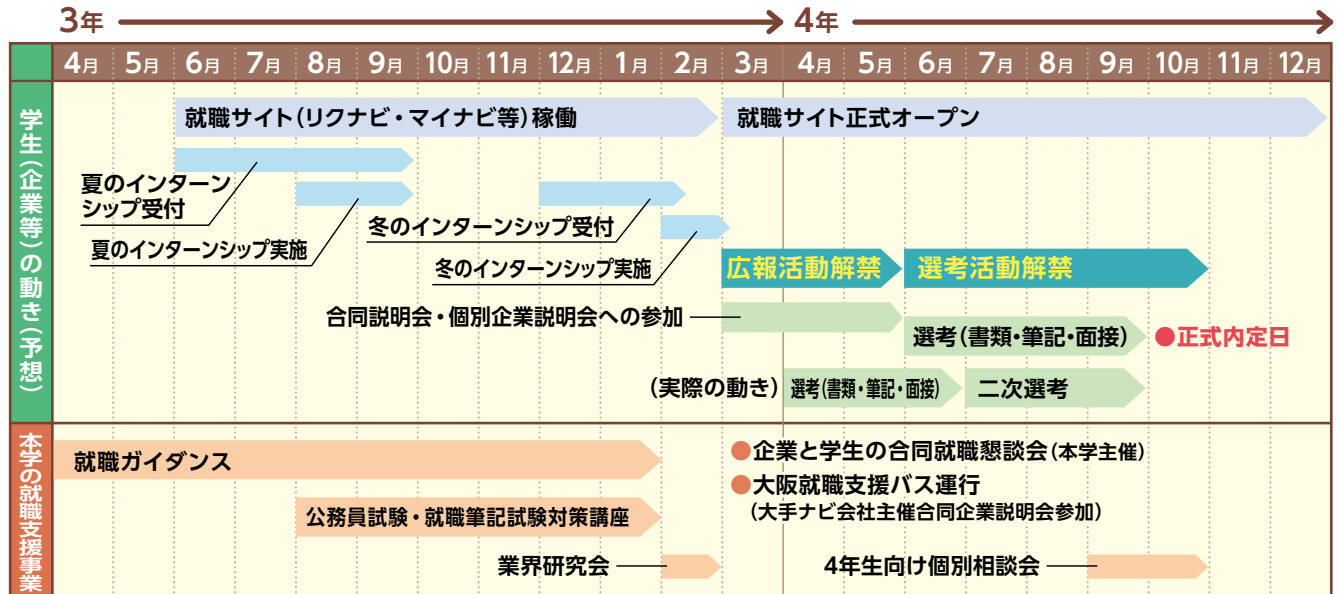 3年 4年
4月 5月 6月 7月 8月 9月 10月 11月 12月 1月 2月 3月 4月 5月 6月 7月 8月 9月 10月 11月 12月
学生(企業等)の動き(予想)
就職サイト(リクナビ・マイナビ等)稼働
就職サイト正式オープン
夏のインターン
シップ受付
夏のインターンシップ実施
冬のインターンシップ受付
冬のインターンシップ実施
広報活動解禁
選考活動解禁
合同説明会・個別企業説明会への参加
選考(書類・筆記・面接)
●正式内定日
(実際の動き)
選考(書類・筆記・面接)
二次選考
本学の就職支援事業
就職ガイダンス
●企業と学生の合同就職懇談会(本学主催)
●大阪就職支援バス運行
(大手ナビ会社主催合同企業説明会参加)
公務員試験・就職筆記試験対策講座
業界研究会
4年生向け個別相談会